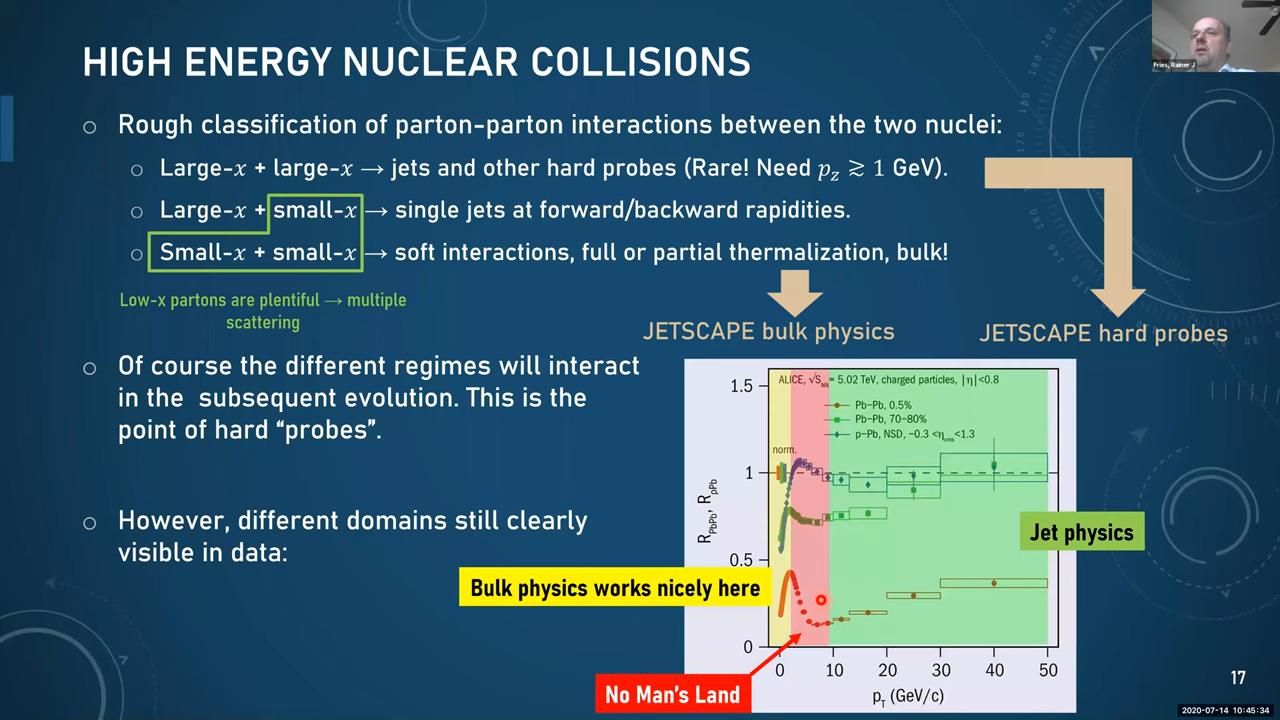 HIGH ENERGY NUCLEAR COLLISIONS
Fries, Rainer J
Rough classification of parton-parton interactions between the two nuclei:
Large-x + large-x → jets and other hard probes (Rare! Need p_z ≳ 1 GeV).
Large-x + small-x → single jets at forward/backward rapidities.
Small-x + small-x → soft interactions, full or partial thermalization, bulk!
Low-x partons are plentiful → multiple
scattering
JETSCAPE bulk physics
JETSCAPE hard probes
Of course the different regimes will interact
in the subsequent evolution. This is the
point of hard “probes”.
However, different domains still clearly
visible in data:
ALICE, √S_NN = 5.02 TeV, charged particles, |η|<0.8
Pb-Pb, 0.5%
Pb-Pb, 70-80%
p-Pb, NSD, -0.3 <η_cms<1.3
norm.
R_PbPb, R_pPb
1.5
1
0.5
0
0 10 20 30 40 50
p_T (GeV/c)
Jet physics
Bulk physics works nicely here
No Man's Land
17
2020-07-14 10:45:34